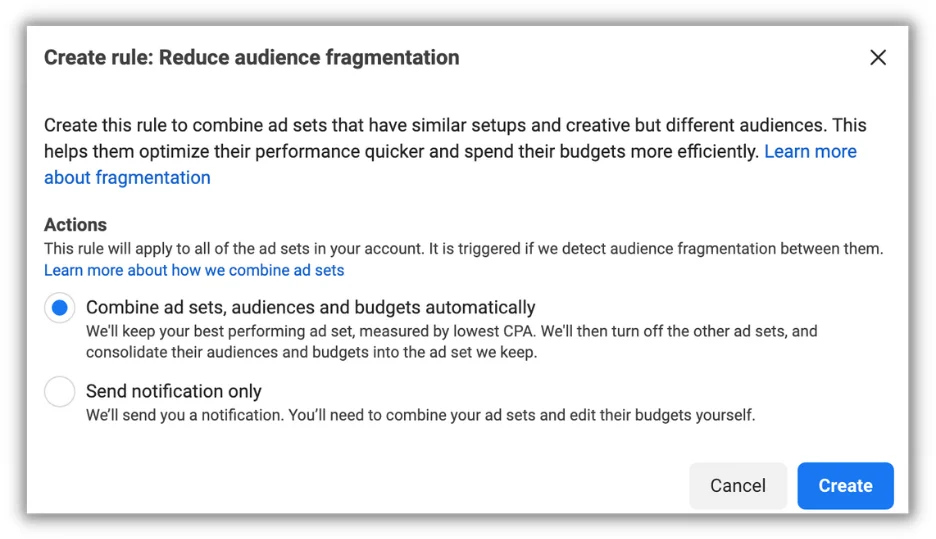 Create rule: Reduce audience fragmentation
Create this rule to combine ad sets that have similar setups and creative but different audiences. This
helps them optimize their performance quicker and spend their budgets more efficiently. Learn more
about fragmentation
Actions
This rule will apply to all of the ad sets in your account. It is triggered if we detect audience fragmentation between them.
Learn more about how we combine ad sets
Combine ad sets, audiences and budgets automatically
We'll keep your best performing ad set, measured by lowest CPA. We'll then turn off the other ad sets, and
consolidate their audiences and budgets into the ad set we keep.
Send notification only
We'll send you a notification. You'll need to combine your ad sets and edit their budgets yourself.
Cancel Create